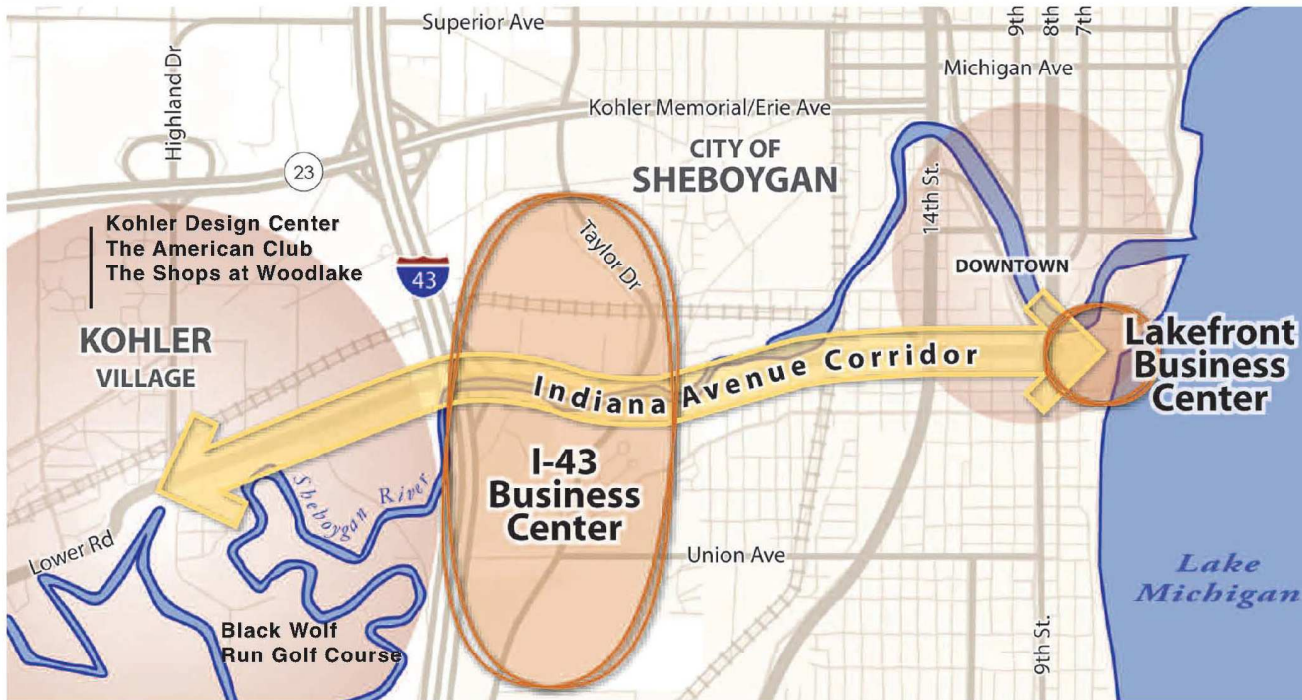 Superior Ave
9th
8th
7th
Michigan Ave
Highland Dr
Kohler Memorial/Erie Ave
CITY OF
SHEBOYGAN
23
14th St.
Kohler Design Center
The American Club
The Shops at Woodlake
Taylor Dr
43
DOWNTOWN
KOHLER
VILLAGE
Indiana Avenue Corridor
Lakefront
Business
Center
I-43
Business
Center
Sheboygan River
Lower Rd
Union Ave
Lake
Michigan
Black Wolf
Run Golf Course
9th St.